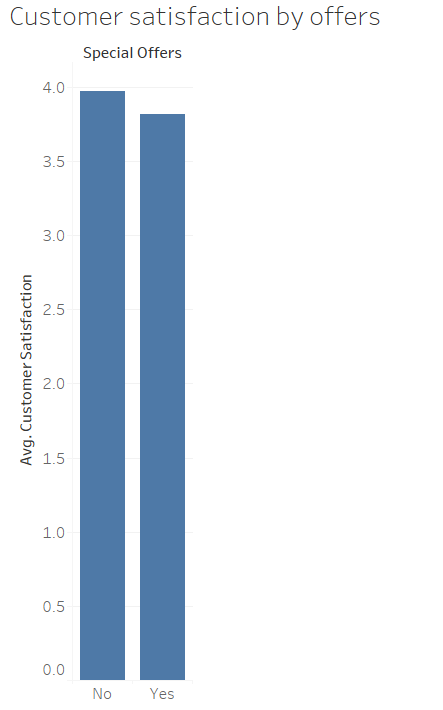 Customer satisfaction by offers
Special Offers
4.0
3.5
3.0
2.5
2.0
1.5
1.0
0.5
0.0
Avg. Customer Satisfaction
No Yes